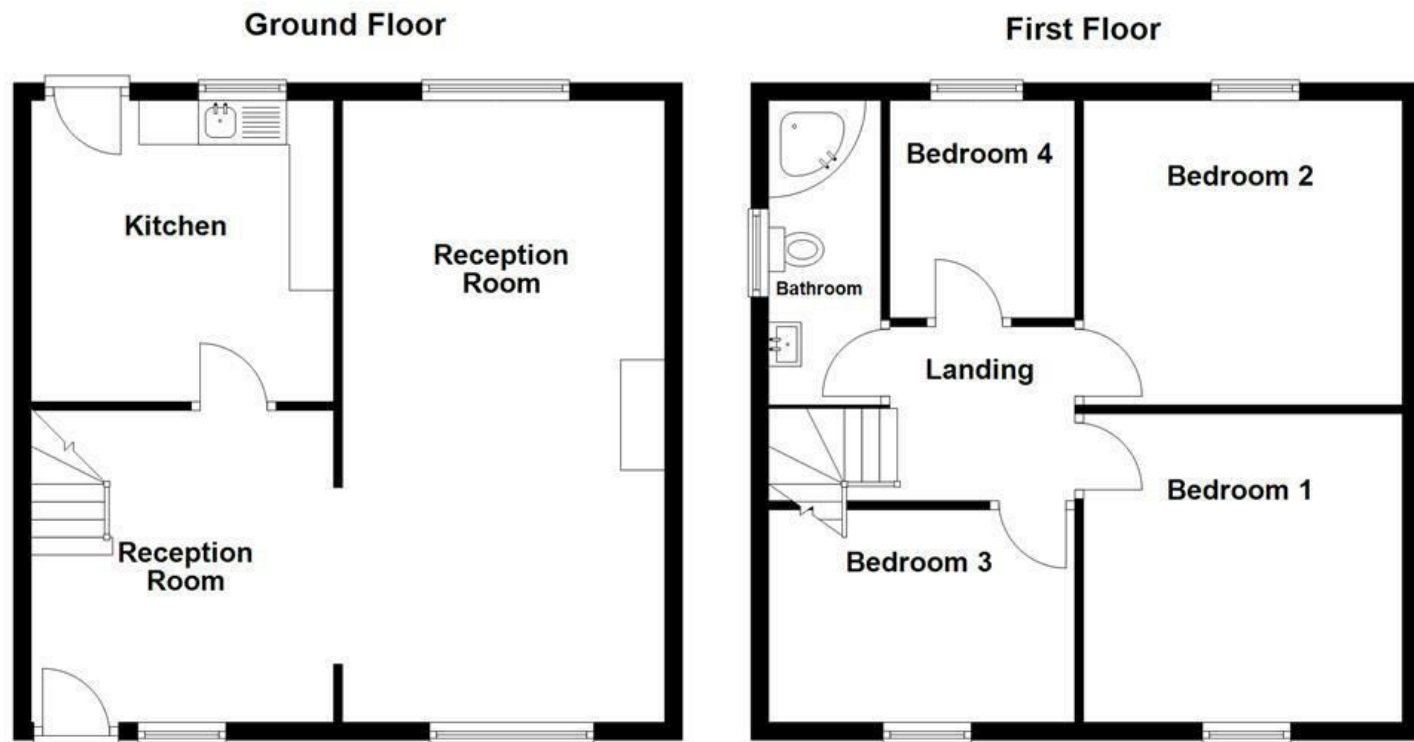 Ground Floor
Kitchen
Reception
Room
Reception
Room
First Floor
Bedroom 4
Bedroom 2
Bathroom
Landing
Bedroom 1
Bedroom 3